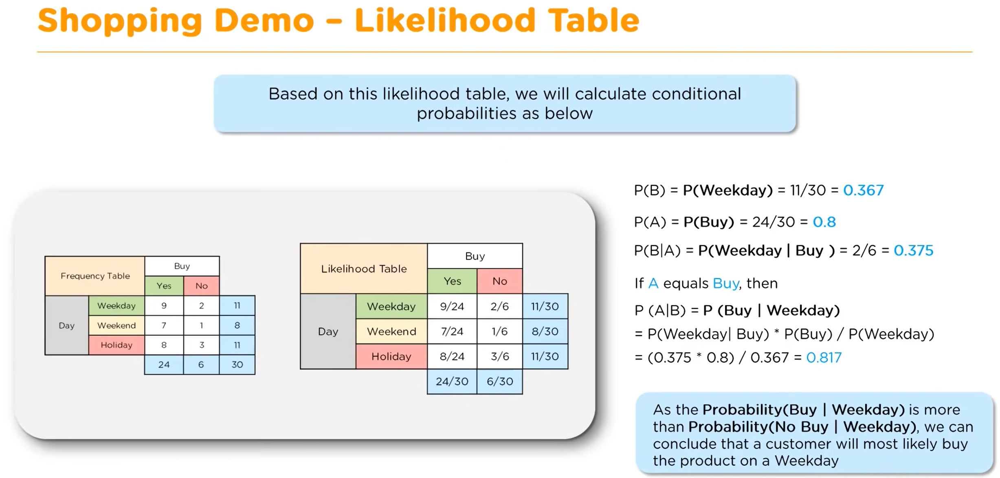 Shopping Demo – Likelihood Table
Based on this likelihood table, we will calculate conditional
probabilities as below
Frequency Table
Buy
Yes No
Day
Weekday 9 2 11
Weekend 7 1 8
Holiday 8 3 11
24 6 30
Likelihood Table
Buy
Yes No
Day
Weekday 9/24 2/6 11/30
Weekend 7/24 1/6 8/30
Holiday 8/24 3/6 11/30
24/30 6/30
P(B) = P(Weekday) = 11/30 = 0.367
P(A) = P(Buy) = 24/30 = 0.8
P(B|A) = P(Weekday | Buy ) = 2/6 = 0.375
If A equals Buy, then
P (A|B) = P (Buy | Weekday)
= P(Weekday| Buy) * P(Buy) / P(Weekday)
= (0.375 * 0.8) / 0.367 = 0.817
As the Probability(Buy | Weekday) is more
than Probability(No Buy | Weekday), we can
conclude that a customer will most likely buy
the product on a Weekday